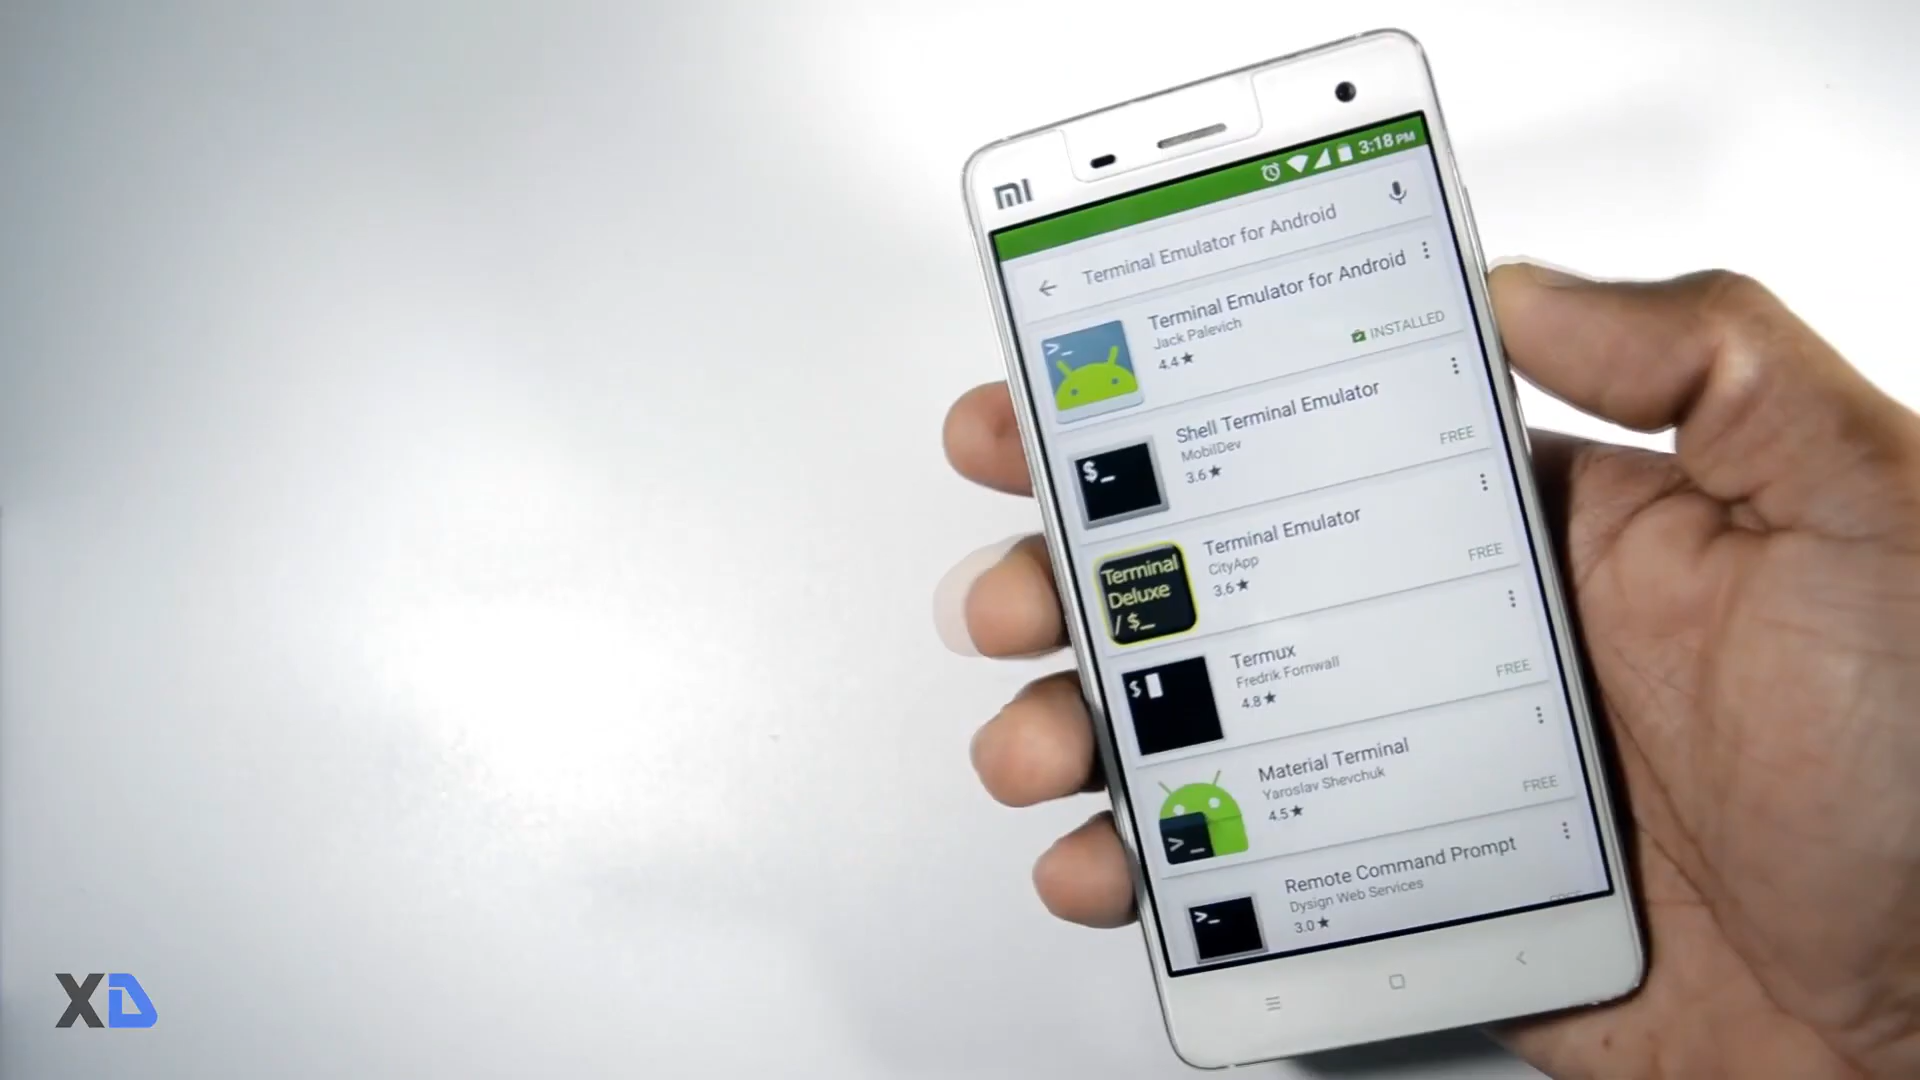 3:18 PM
mi
Terminal Emulator for Android
Terminal Emulator for Android
Jack Palevich
4.4★
INSTALLED
>_
Shell Terminal Emulator
MobilDev
3.6★
FREE
$_
Terminal Emulator
CityApp
3.6★
FREE
Terminal
Deluxe
/ $_
Termux
Fredrik Fornwall
4.8★
FREE
$
Material Terminal
Yaroslav Shevchuk
4.5★
FREE
>_
Remote Command Prompt
Dysign Web Services
3.0★
>_
XD